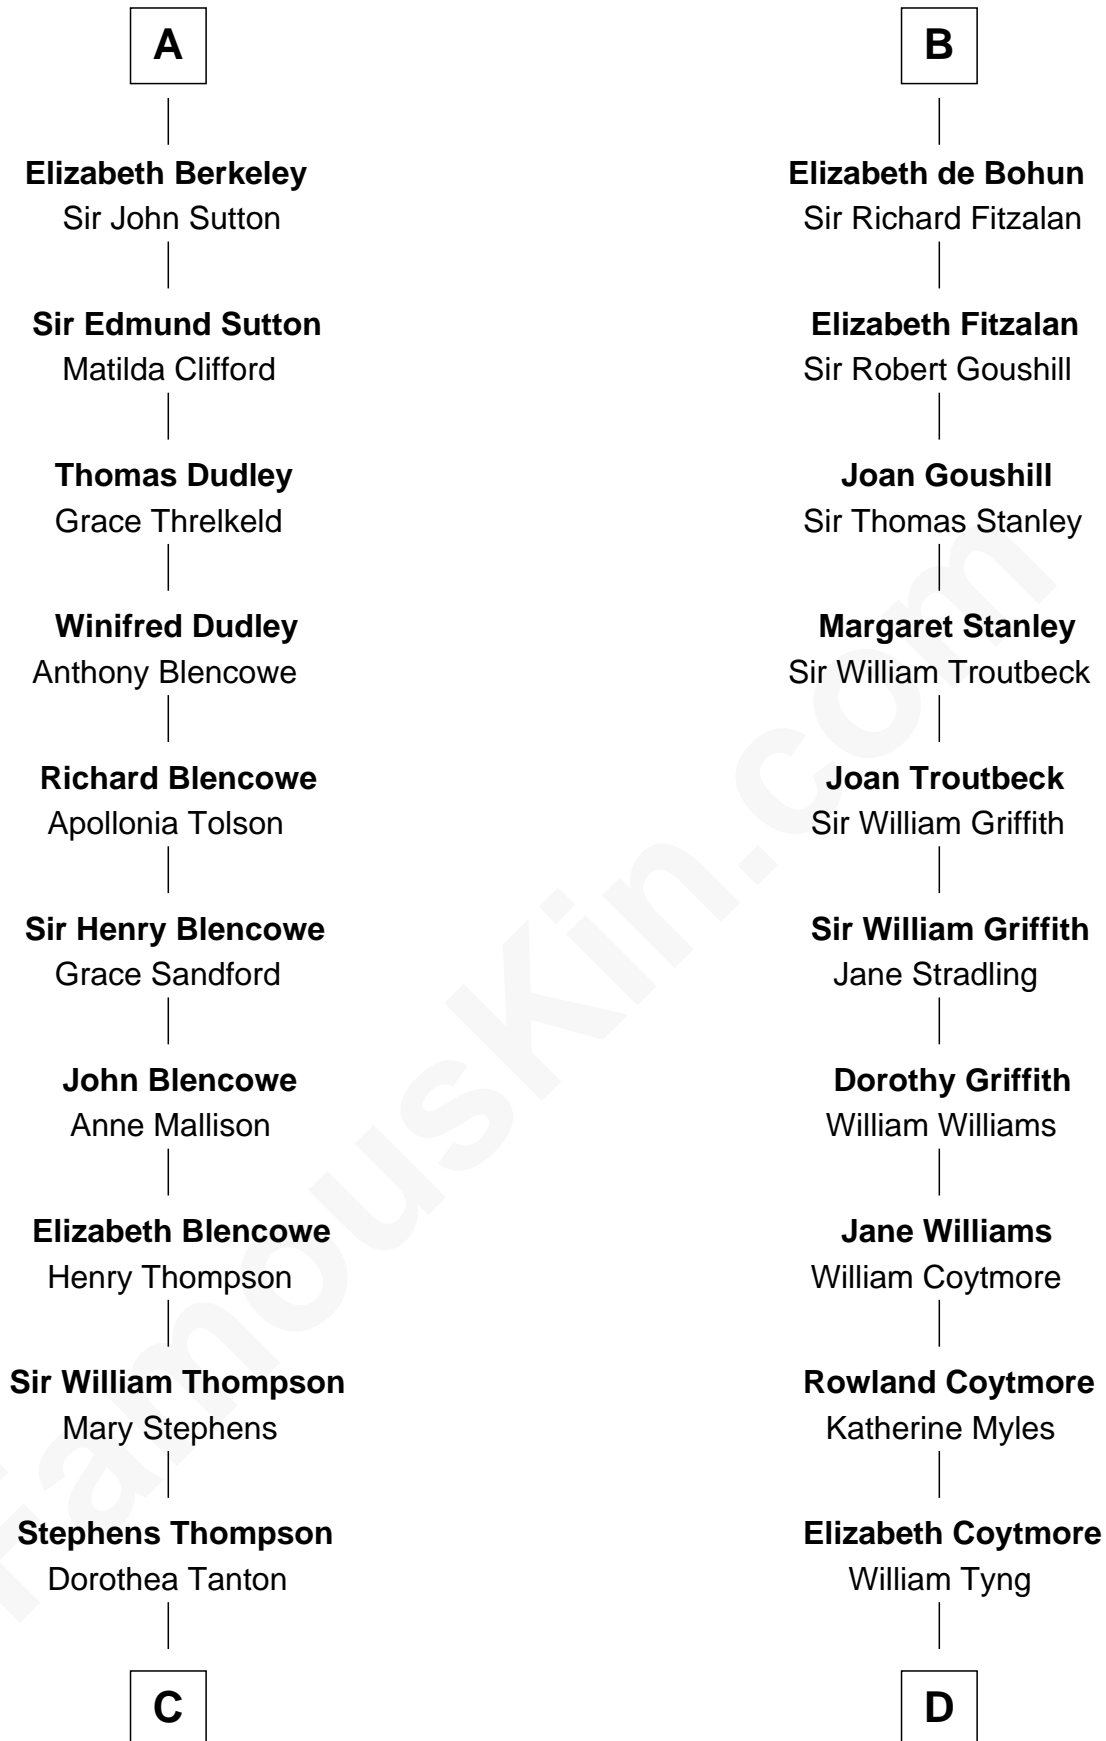 A
Elizabeth Berkeley
Sir John Sutton
Sir Edmund Sutton
Matilda Clifford
Thomas Dudley
Grace Threlkeld
Winifred Dudley
Anthony Blencowe
Richard Blencowe
Apollonia Tolson
Sir Henry Blencowe
Grace Sandford
John Blencowe
Anne Mallison
Elizabeth Blencowe
Henry Thompson
Sir William Thompson
Mary Stephens
Stephens Thompson
Dorothea Tanton
C
B
Elizabeth de Bohun
Sir Richard Fitzalan
Elizabeth Fitzalan
Sir Robert Goushill
Joan Goushill
Sir Thomas Stanley
Margaret Stanley
Sir William Troutbeck
Joan Troutbeck
Sir William Griffith
Sir William Griffith
Jane Stradling
Dorothy Griffith
William Williams
Jane Williams
William Coytmore
Rowland Coytmore
Katherine Myles
Elizabeth Coytmore
William Tyng
D
FamousKin.com